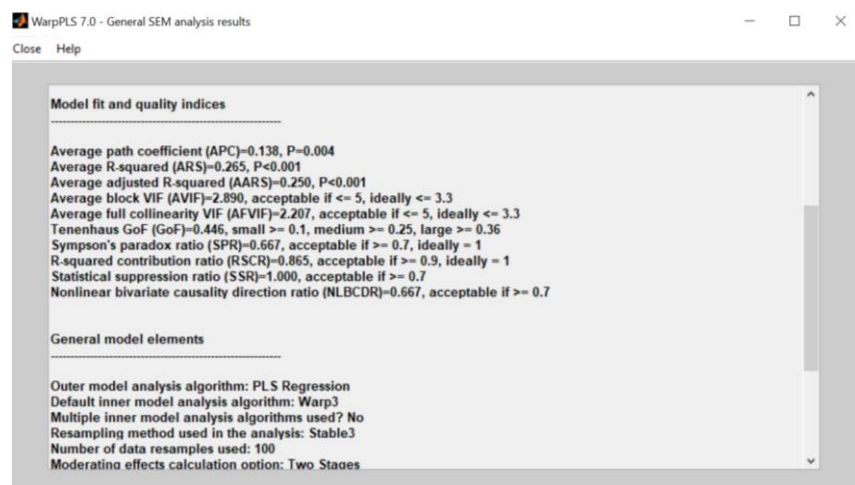 WarpPLS 7.0 - General SEM analysis results
Close Help
Model fit and quality indices
-----------------------------------------------------------
Average path coefficient (APC)=0.138, P=0.004
Average R-squared (ARS)=0.265, P<0.001
Average adjusted R-squared (AARS)=0.250, P<0.001
Average block VIF (AVIF)=2.890, acceptable if <= 5, ideally <= 3.3
Average full collinearity VIF (AFVIF)=2.207, acceptable if <= 5, ideally <= 3.3
Tenenhaus GoF (GoF)=0.446, small >= 0.1, medium >= 0.25, large >= 0.36
Sympson's paradox ratio (SPR)=0.667, acceptable if >= 0.7, ideally = 1
R-squared contribution ratio (RSCR)=0.865, acceptable if >= 0.9, ideally = 1
Statistical suppression ratio (SSR)=1.000, acceptable if >= 0.7
Nonlinear bivariate causality direction ratio (NLBCDR)=0.667, acceptable if >= 0.7
General model elements
-----------------------------------------------------------
Outer model analysis algorithm: PLS Regression
Default inner model analysis algorithm: Warp3
Multiple inner model analysis algorithms used? No
Resampling method used in the analysis: Stable3
Number of data resamples used: 100
Moderating effects calculation option: Two Stages